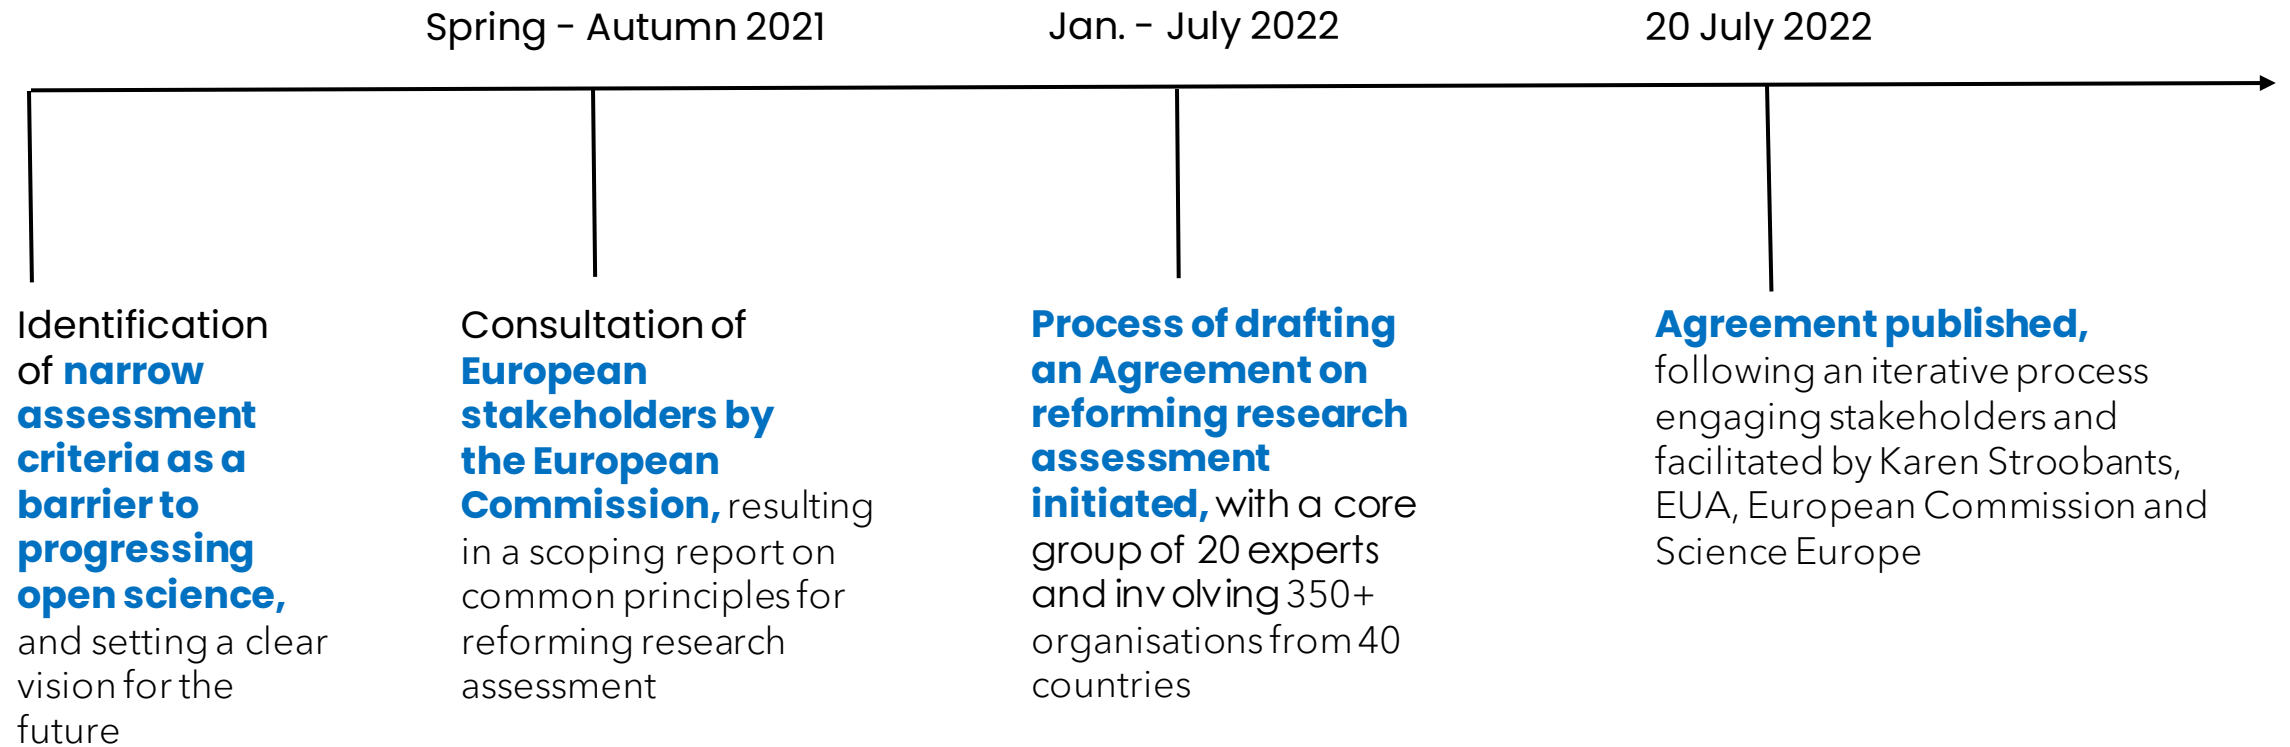 Spring - Autumn 2021
Jan. - July 2022
20 July 2022
Identification
of narrow
assessment
criteria as a
barrier to
progressing
open science,
and setting a clear
vision for the
future
Consultation of
European
stakeholders by
the European
Commission, resulting
in a scoping report on
common principles for
reforming research
assessment
Process of drafting
an Agreement on
reforming research
assessment
initiated, with a core
group of 20 experts
and involving 350+
organisations from 40
countries
Agreement published,
following an iterative process
engaging stakeholders and
facilitated by Karen Stroobants,
EUA, European Commission and
Science Europe